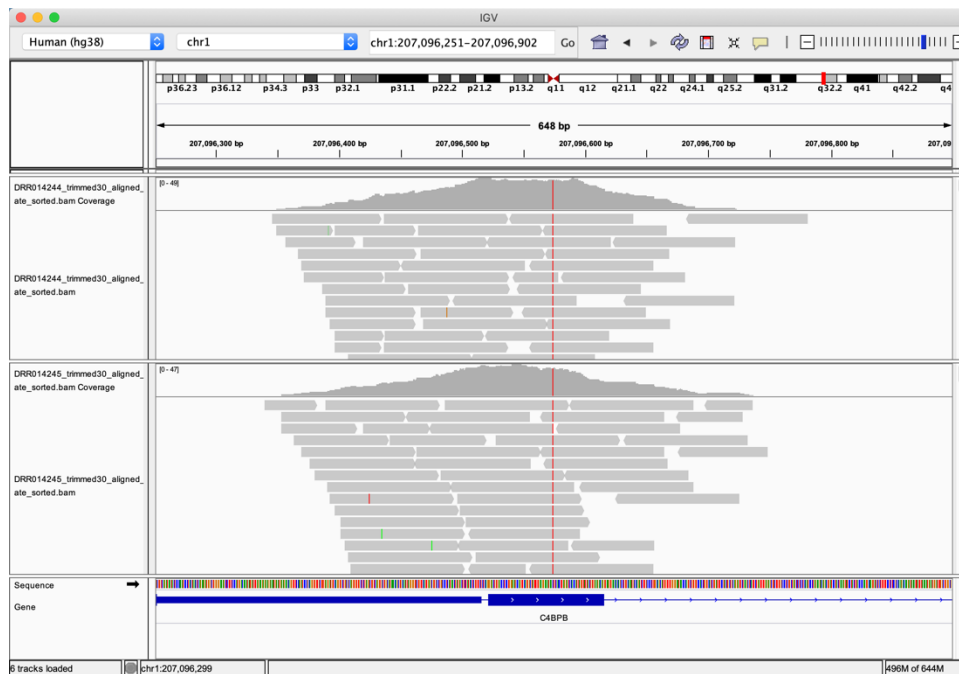 IGV
Human (hg38) chr1 chr1:207,096,251-207,096,902 Go
p36.23 p36.12 p34.3 p33 p32.1 p31.1 p22.2 p21.2 p13.2 q11 q12 q21.1 q22 q24.1 q25.2 q31.2 q32.2 q41 q42.2 q4
648 bp
207,096,300 bp 207,096,400 bp 207,096,500 bp 207,096,600 bp 207,096,700 bp 207,096,800 bp 207,09
DRR014244_trimmed30_aligned_
ate_sorted.bam Coverage
[0 - 49]
DRR014244_trimmed30_aligned_
ate_sorted.bam
DRR014245_trimmed30_aligned_
ate_sorted.bam Coverage
[0 - 47]
DRR014245_trimmed30_aligned_
ate_sorted.bam
Sequence
Gene
C4BPB
6 tracks loaded chr1:207,096,299 496M of 644M